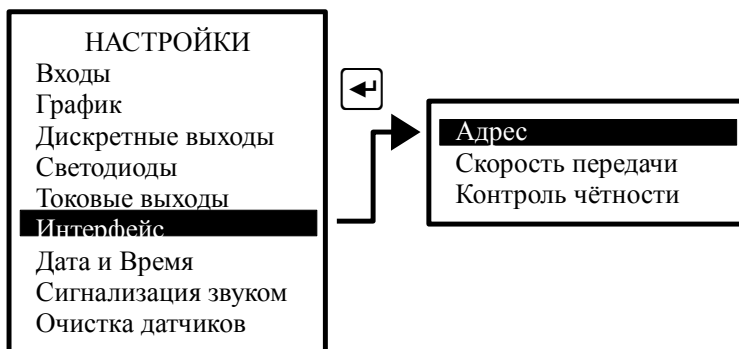 НАСТРОЙКИ
Входы
График
Дискретные выходы
Светодиоды
Токовые выходы
Интерфейс
Дата и Время
Сигнализация звуком
Очистка датчиков
Адрес
Скорость передачи
Контроль чётности